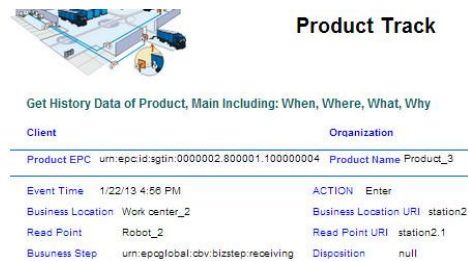 Product Track
Get History Data of Product, Main Including: When, Where, What, Why
Client Organization
Product EPC urn:epc:id:sgtin:0000002.800001.100000004 Product Name Product_3
Event Time 1/22/13 4:56 PM ACTION Enter
Business Location Work center_2 Business Location URI station2
Read Point Robot_2 Read Point URI station2.1
Busuness Step urn:epcglobal:cbv:bizstep:receiving Disposition null